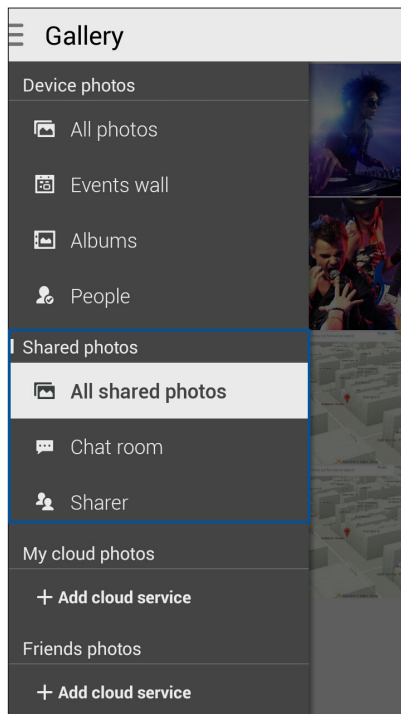 Gallery
Device photos
All photos
Events wall
Albums
People
Shared photos
All shared photos
Chat room
Sharer
My cloud photos
+ Add cloud service
Friends photos
+ Add cloud service